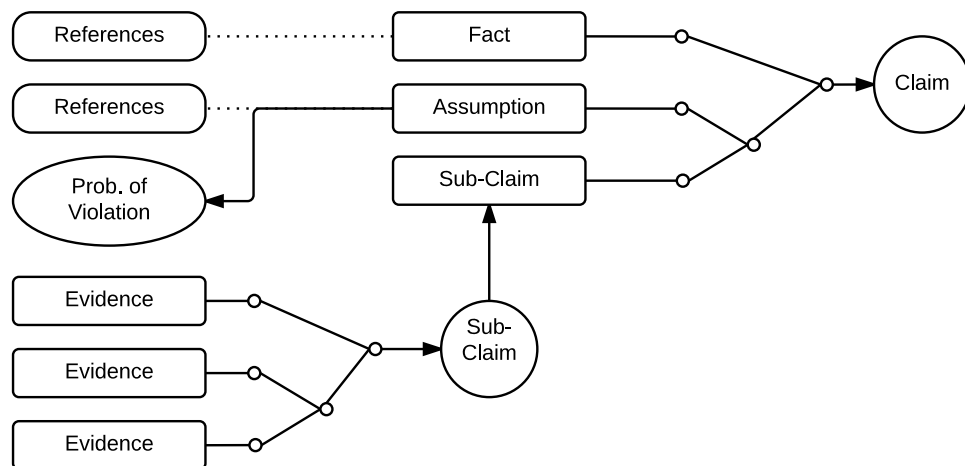 References
Fact
Claim
References
Assumption
Prob. of
Violation
Sub-Claim
Evidence
Sub-
Claim
Evidence
Evidence